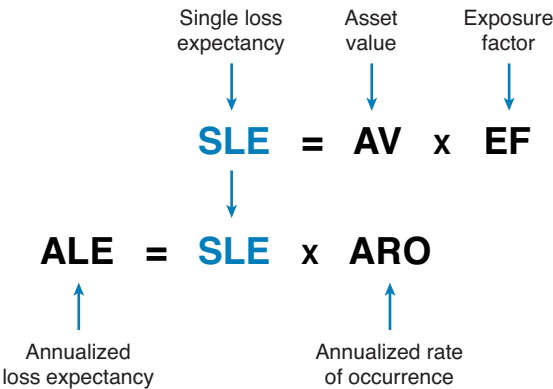 Single loss
expectancy
Asset
value
Exposure
factor
SLE = AV x EF
ALE = SLE x ARO
Annualized
loss expectancy
Annualized rate
of occurrence